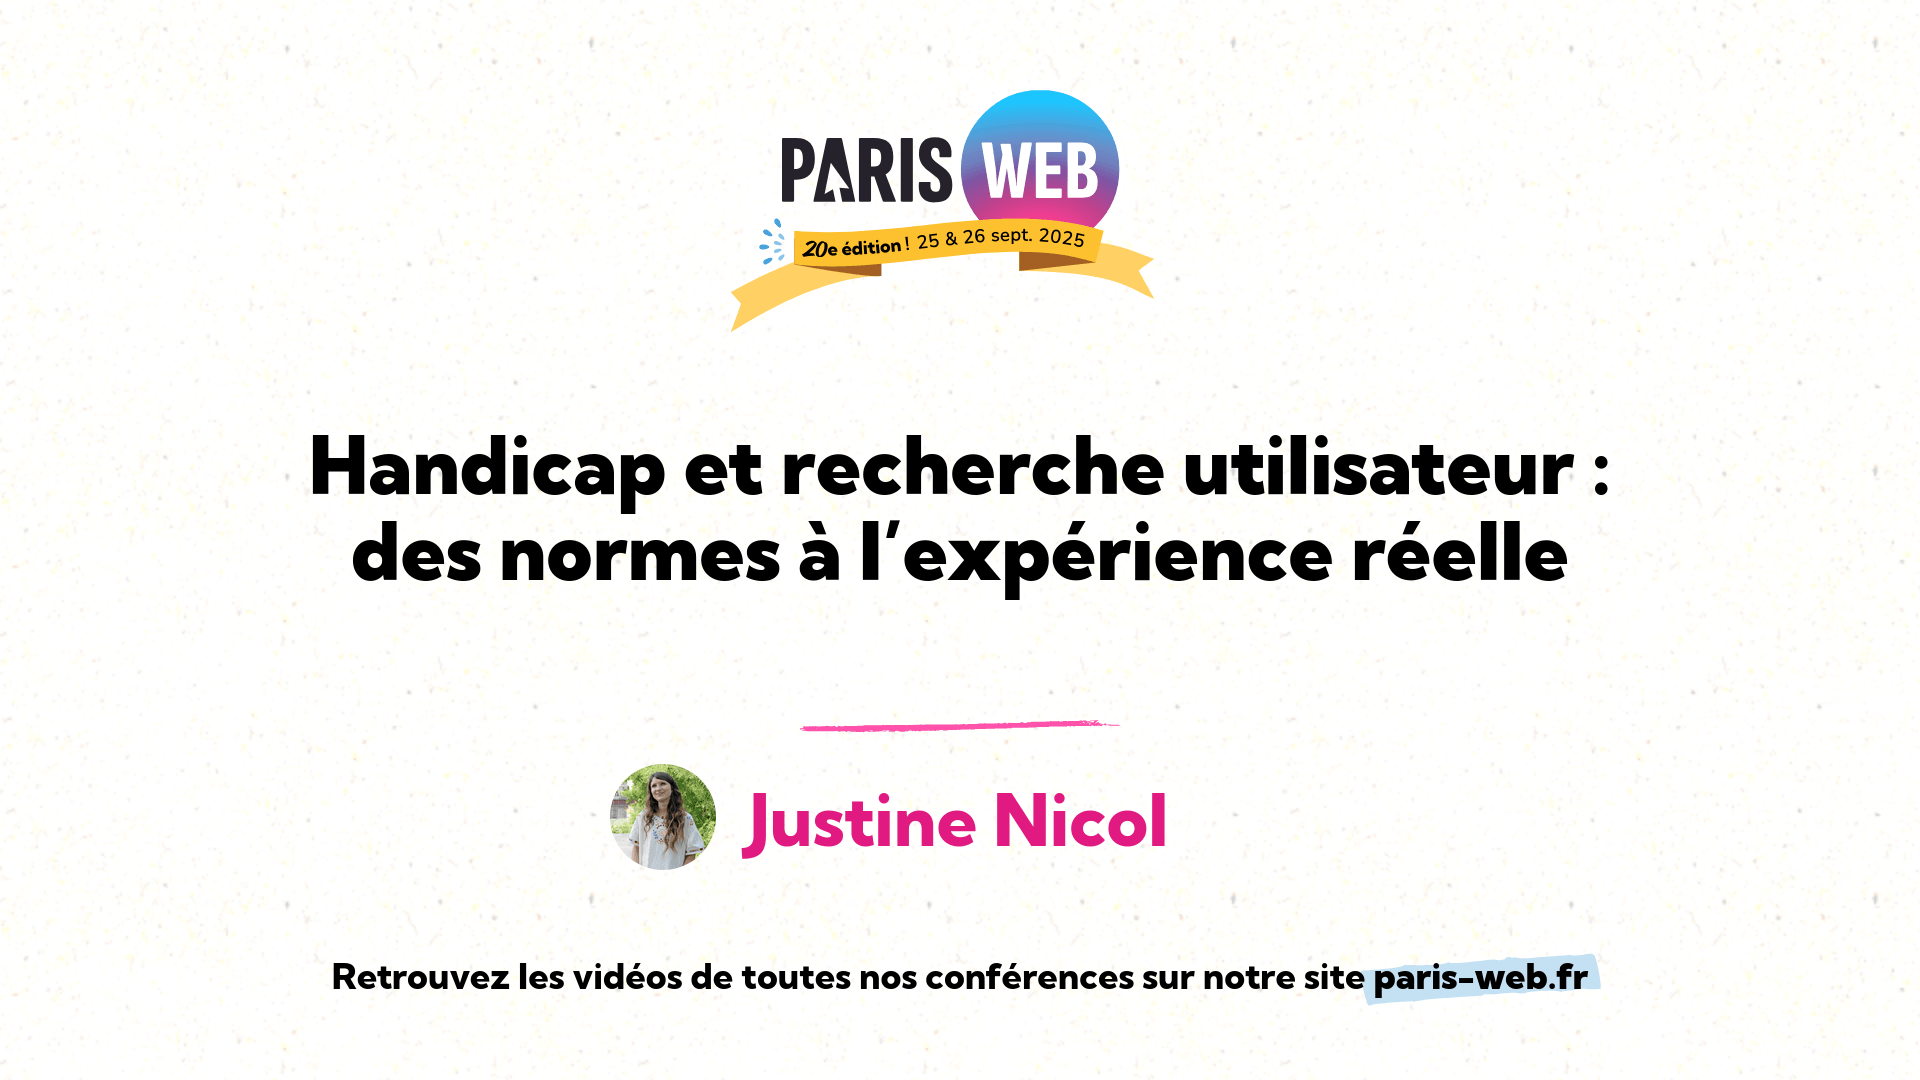 PARIS WEB
20e édition ! 25 & 26 sept. 2025
Handicap et recherche utilisateur :
des normes à l’expérience réelle
Justine Nicol
Retrouvez les vidéos de toutes nos conférences sur notre site paris-web.fr